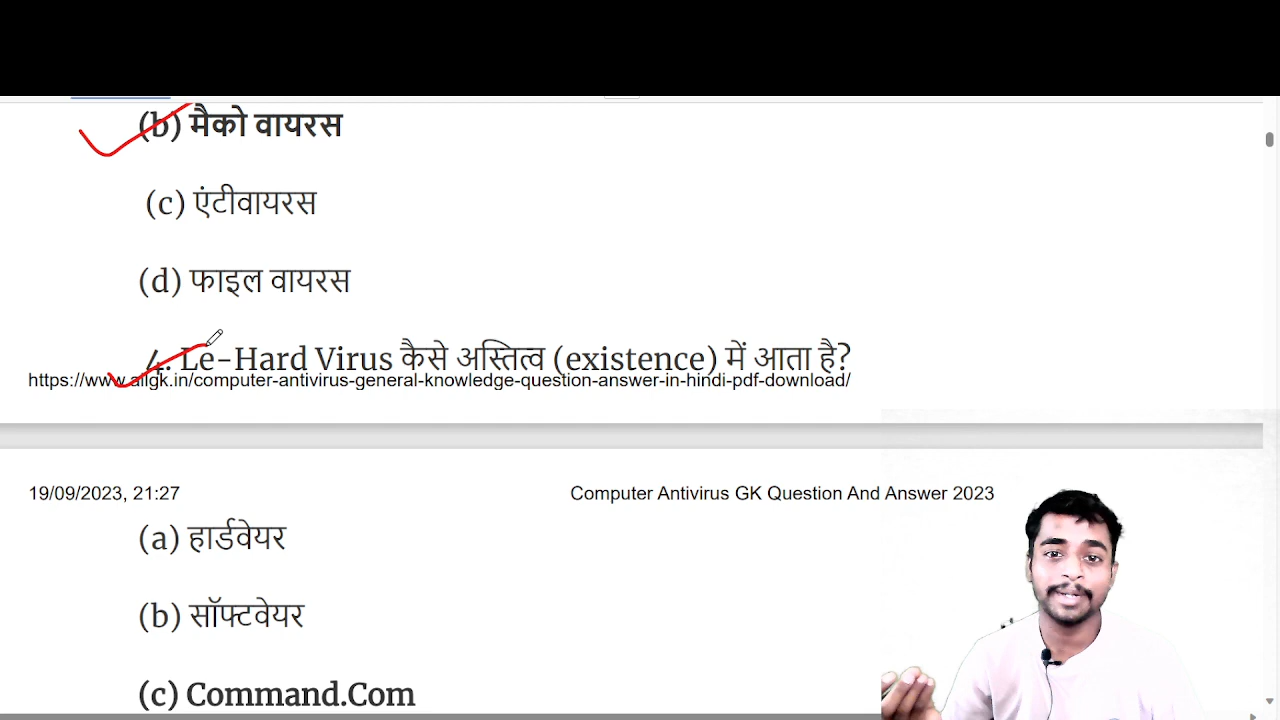 (b) मैको वायरस
(c) एंटीवायरस
(d) फाइल वायरस
4. Le-Hard Virus कैसे अस्तित्व (existence) में आता है?
https://www.allgk.in/computer-antivirus-general-knowledge-question-answer-in-hindi-pdf-download/
19/09/2023, 21:27 Computer Antivirus GK Question And Answer 2023
(a) हार्डवेयर
(b) सॉफ्टवेयर
(c) Command.Com